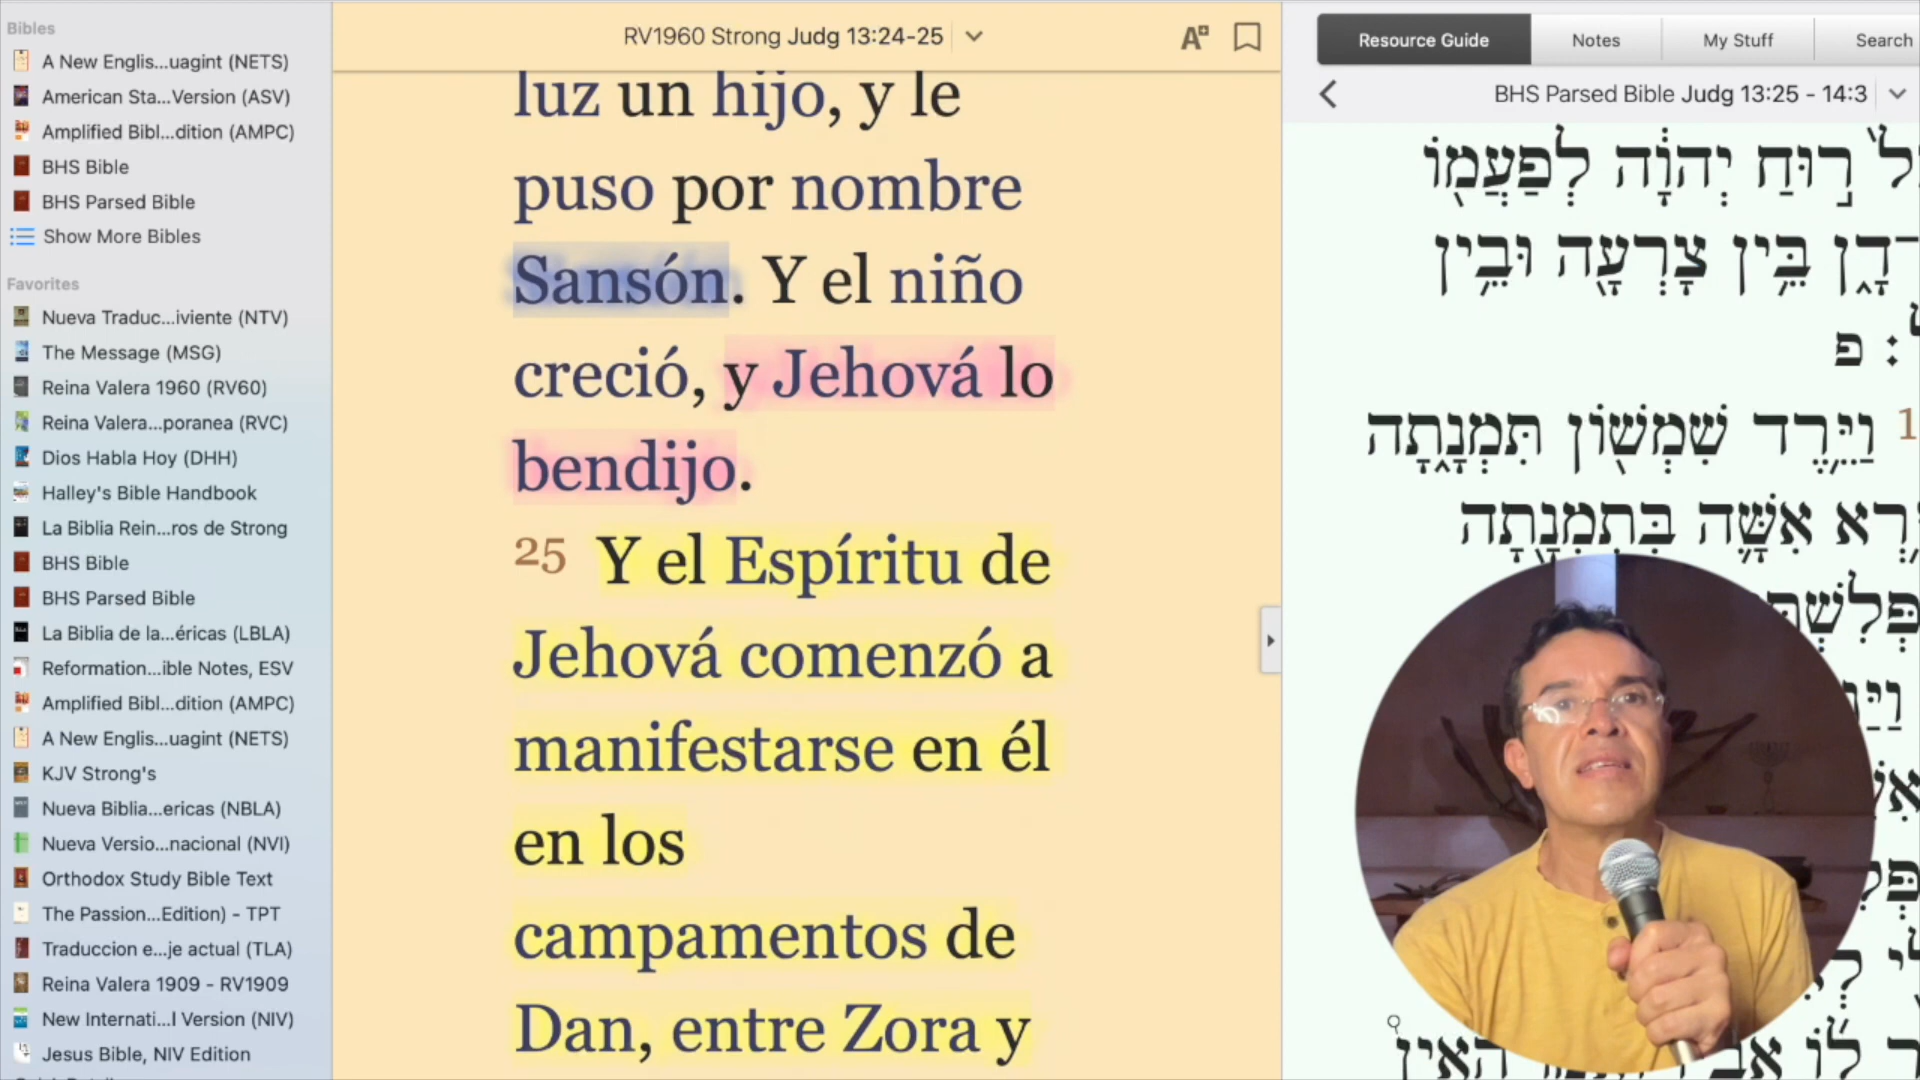 Bibles
A New Englis...uagint (NETS)
American Sta...Version (ASV)
Amplified Bibl...dition (AMPC)
BHS Bible
BHS Parsed Bible
Show More Bibles
Favorites
Nueva Traduc...iviente (NTV)
The Message (MSG)
Reina Valera 1960 (RV60)
Reina Valera...poranea (RVC)
Dios Habla Hoy (DHH)
Halley's Bible Handbook
La Biblia Rein...ros de Strong
BHS Bible
BHS Parsed Bible
La Biblia de la...éricas (LBLA)
Reformation...ible Notes, ESV
Amplified Bibl...dition (AMPC)
A New Englis...uagint (NETS)
KJV Strong's
Nueva Biblia...ericas (NBLA)
Nueva Versio...nacional (NVI)
Orthodox Study Bible Text
The Passion...Edition) - TPT
Traduccion e...je actual (TLA)
Reina Valera 1909 - RV1909
New Internati...l Version (NIV)
Jesus Bible, NIV Edition
RV1960 Strong Judg 13:24-25
luz un hijo, y le
puso por nombre
Sansón. Y el niño
creció, y Jehová lo
bendijo.
25 Y el Espíritu de
Jehová comenzó a
manifestarse en él
en los
campamentos de
Dan, entre Zora y
Resource Guide
Notes
My Stuff
Search
BHS Parsed Bible Judg 13:25 - 14:3
ר֣וּחַ יְהוָ֔ה לְפַעֲמ֖וֹ
דָ֑ן בֵּ֥ין צָרְעָ֖ה וּבֵ֥ין
׃ פ
1 וַיֵּ֥רֶד שִׁמְשׁ֖וֹן תִּמְנָ֑תָה
אִשָּׁ֛ה בְּתִמְנָ֖תָה